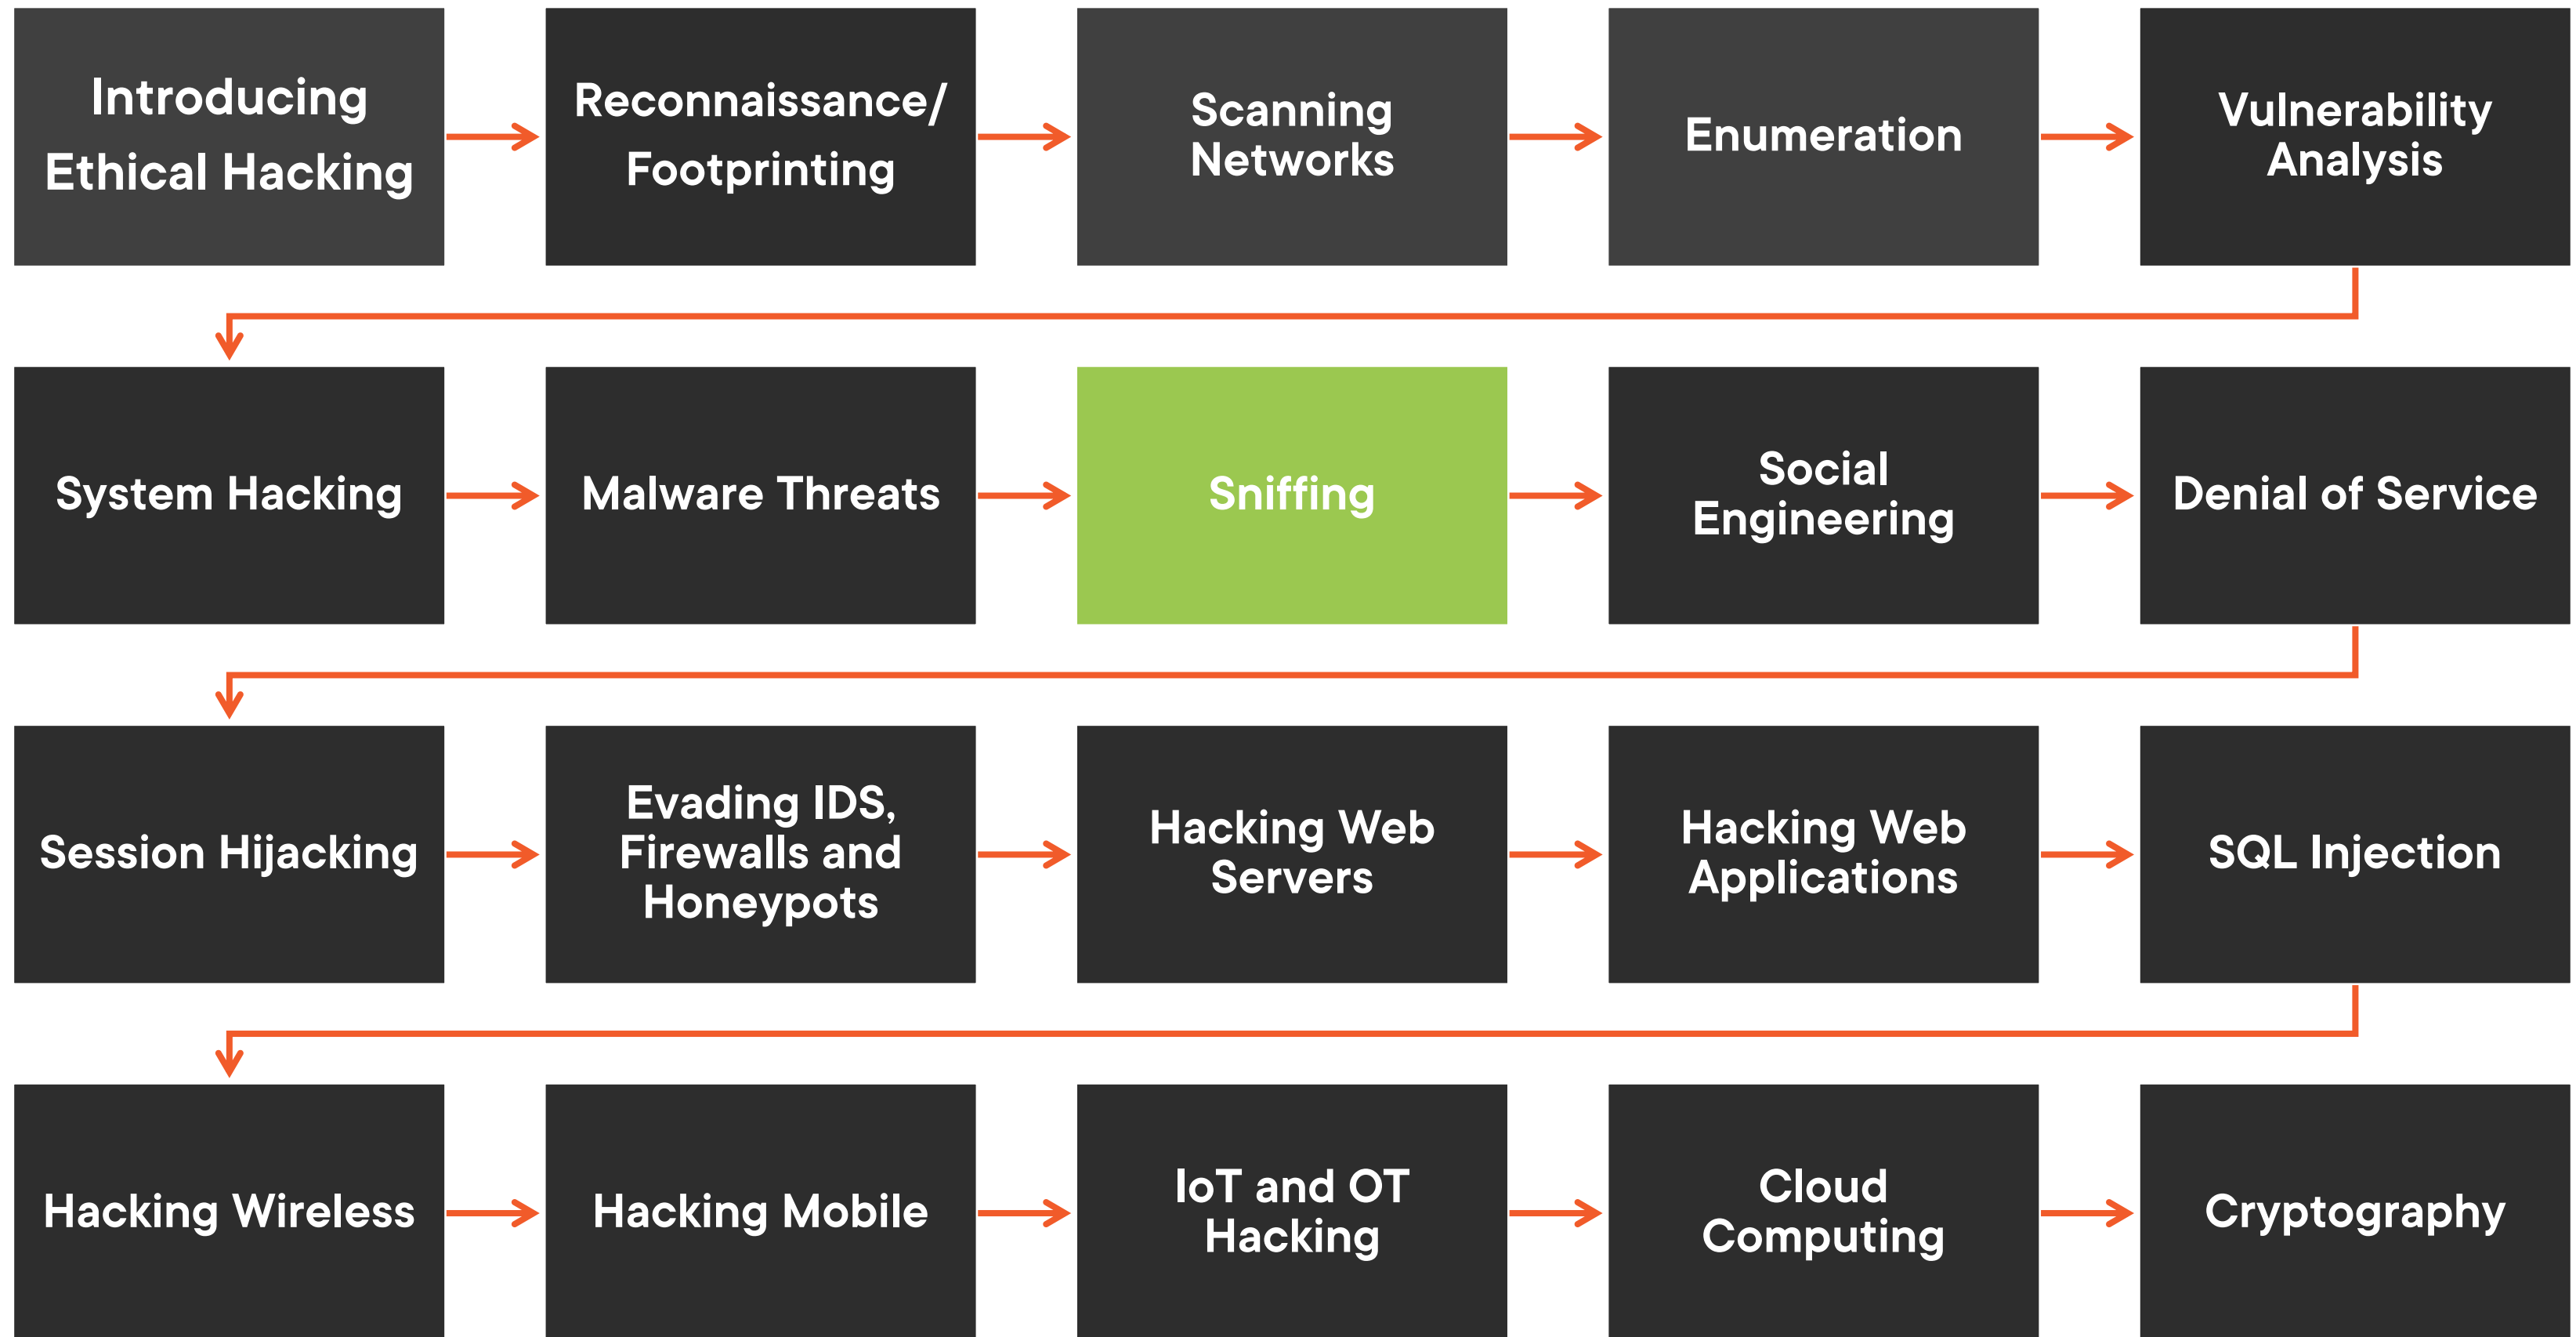 Introducing
Ethical Hacking
Reconnaissance/
Footprinting
Scanning
Networks
Enumeration
Vulnerability
Analysis
System Hacking
Malware Threats
Sniffing
Social
Engineering
Denial of Service
Session Hijacking
Evading IDS,
Firewalls and
Honeypots
Hacking Web
Servers
Hacking Web
Applications
SQL Injection
Hacking Wireless
Hacking Mobile
IoT and OT
Hacking
Cloud
Computing
Cryptography